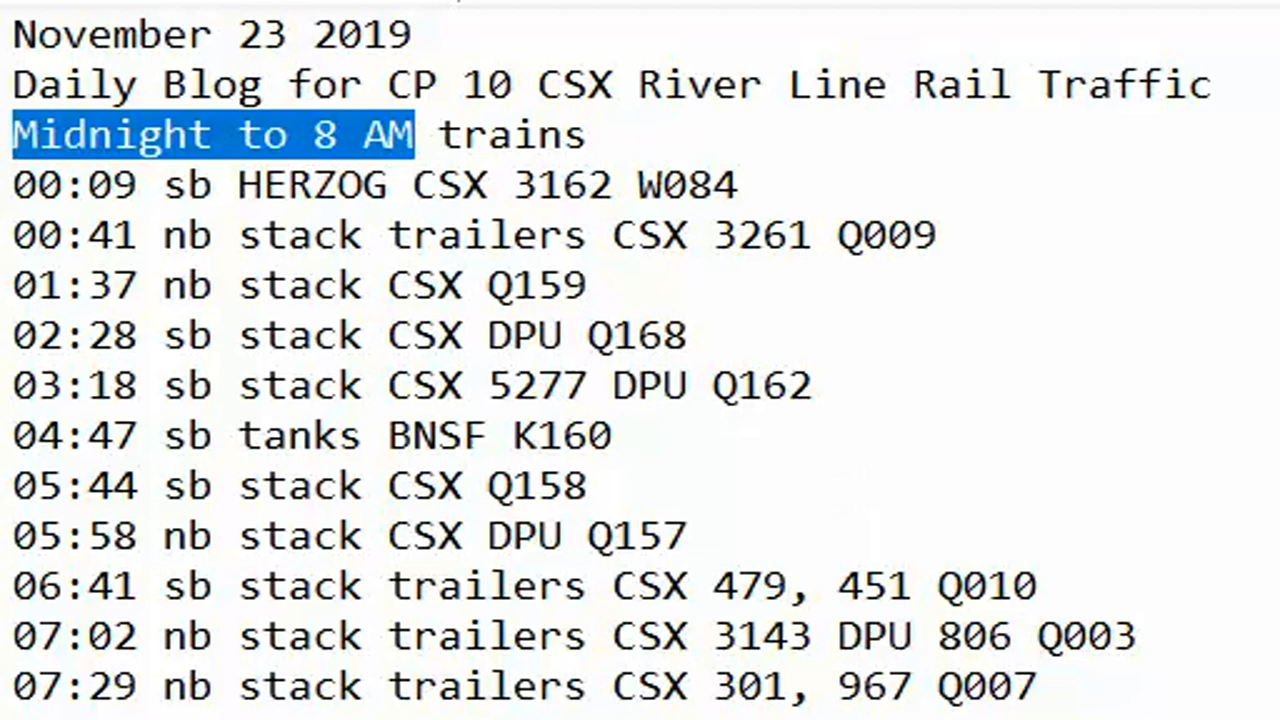 November 23 2019
Daily Blog for CP 10 CSX River Line Rail Traffic
Midnight to 8 AM trains
00:09 sb HERZOG CSX 3162 W084
00:41 nb stack trailers CSX 3261 Q009
01:37 nb stack CSX Q159
02:28 sb stack CSX DPU Q168
03:18 sb stack CSX 5277 DPU Q162
04:47 sb tanks BNSF K160
05:44 sb stack CSX Q158
05:58 nb stack CSX DPU Q157
06:41 sb stack trailers CSX 479, 451 Q010
07:02 nb stack trailers CSX 3143 DPU 806 Q003
07:29 nb stack trailers CSX 301, 967 Q007